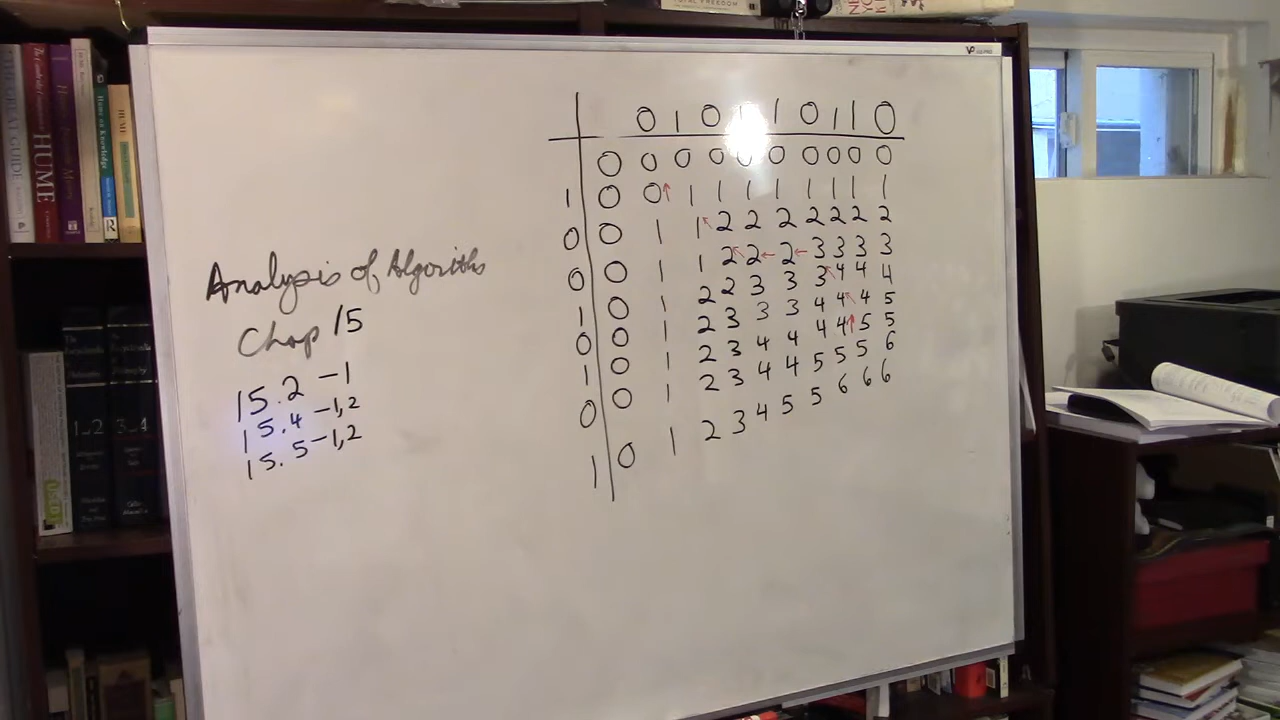 Analysis of Algoriths
Chap 15
15.2 -1
15.4 -1,2
15.5 -1,2
0 1 0 1 1 0 1 1 0
0 0 0 0 0 0 0 0 0 0
1 0 0 ↑ 1 1 1 1 1 1 1 1
0 0 1 1 ↖ 2 2 2 2 2 2 2
0 0 1 1 2 ↖ 2 ← 2 ← 3 3 3 3
1 0 1 2 2 3 3 3 ↖ 4 4 4
0 0 1 2 3 3 3 4 4 ↖ 4 5
1 0 1 2 3 4 4 4 4 ↑ 5 5
0 0 1 2 3 4 4 5 5 5 6
1 0 1 2 3 4 5 5 6 6 6
HUME
HUME
1-2
3-4
USED